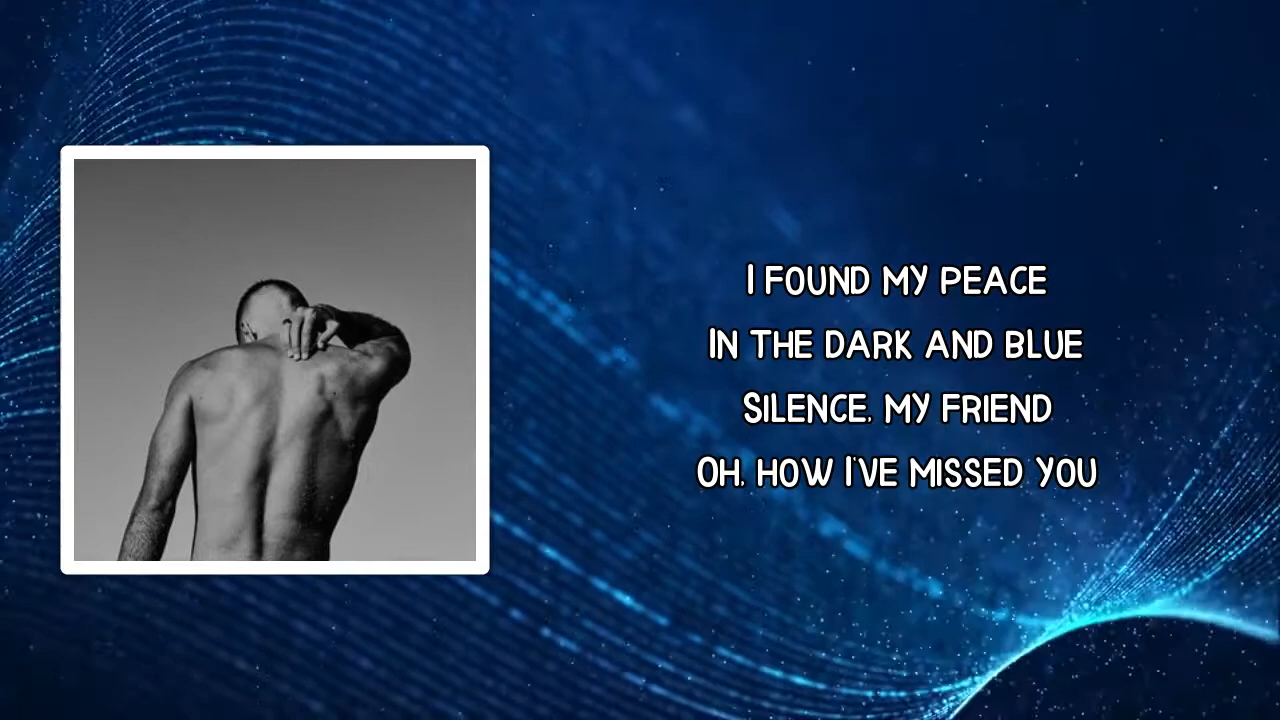 I FOUND MY PEACE
IN THE DARK AND BLUE
SILENCE, MY FRIEND
OH, HOW I'VE MISSED YOU